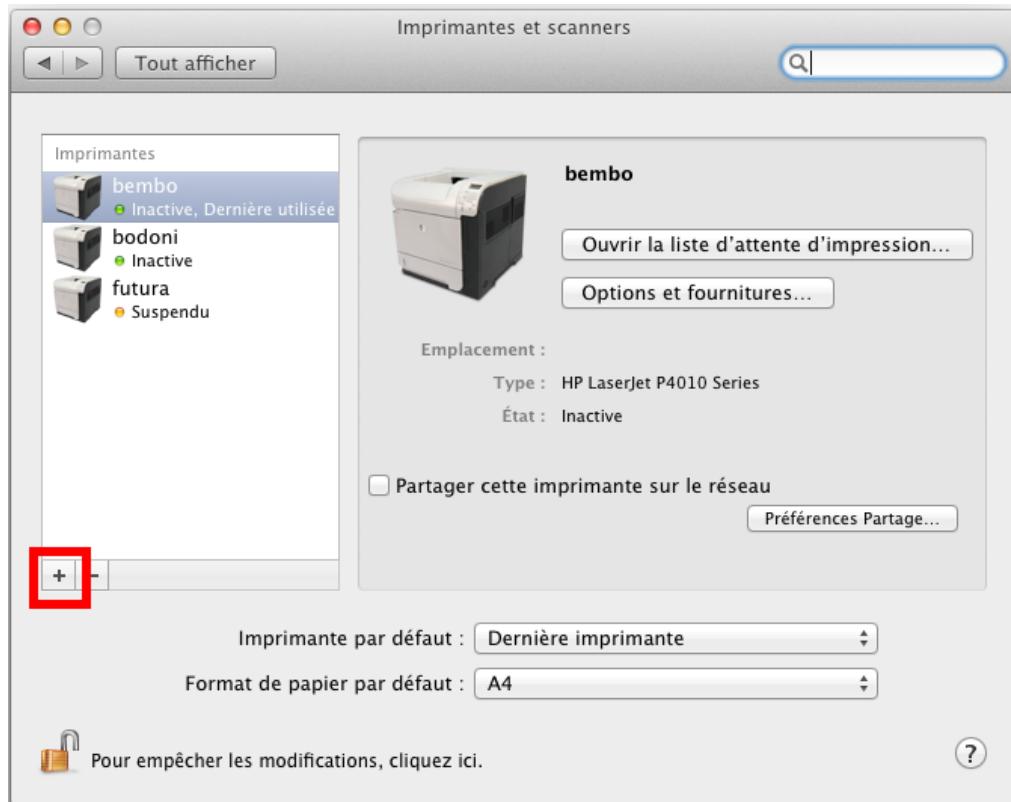 Imprimantes et scanners
Tout afficher
Imprimantes
bembo
Inactive, Dernière utilisée
bodoni
Inactive
futura
Suspendu
+ −
bembo
Ouvrir la liste d'attente d'impression...
Options et fournitures...
Emplacement :
Type : HP LaserJet P4010 Series
État : Inactive
Partager cette imprimante sur le réseau
Préférences Partage...
Imprimante par défaut : Dernière imprimante
Format de papier par défaut : A4
Pour empêcher les modifications, cliquez ici.
?